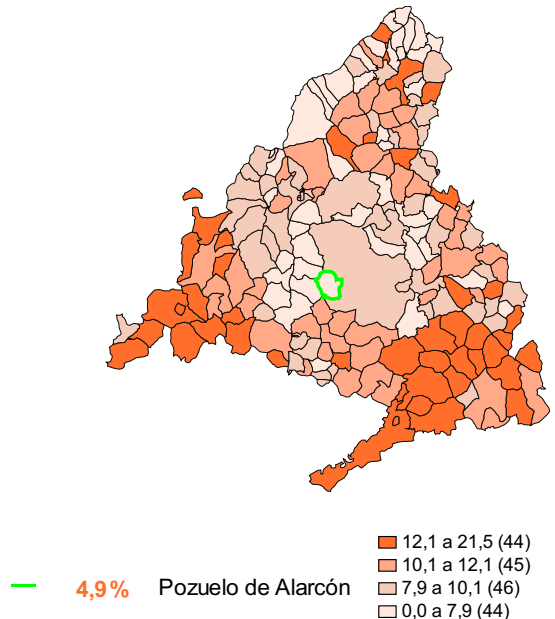 12,1 a 21,5 (44)
10,1 a 12,1 (45)
4,9% Pozuelo de Alarcón 7,9 a 10,1 (46)
0,0 a 7,9 (44)